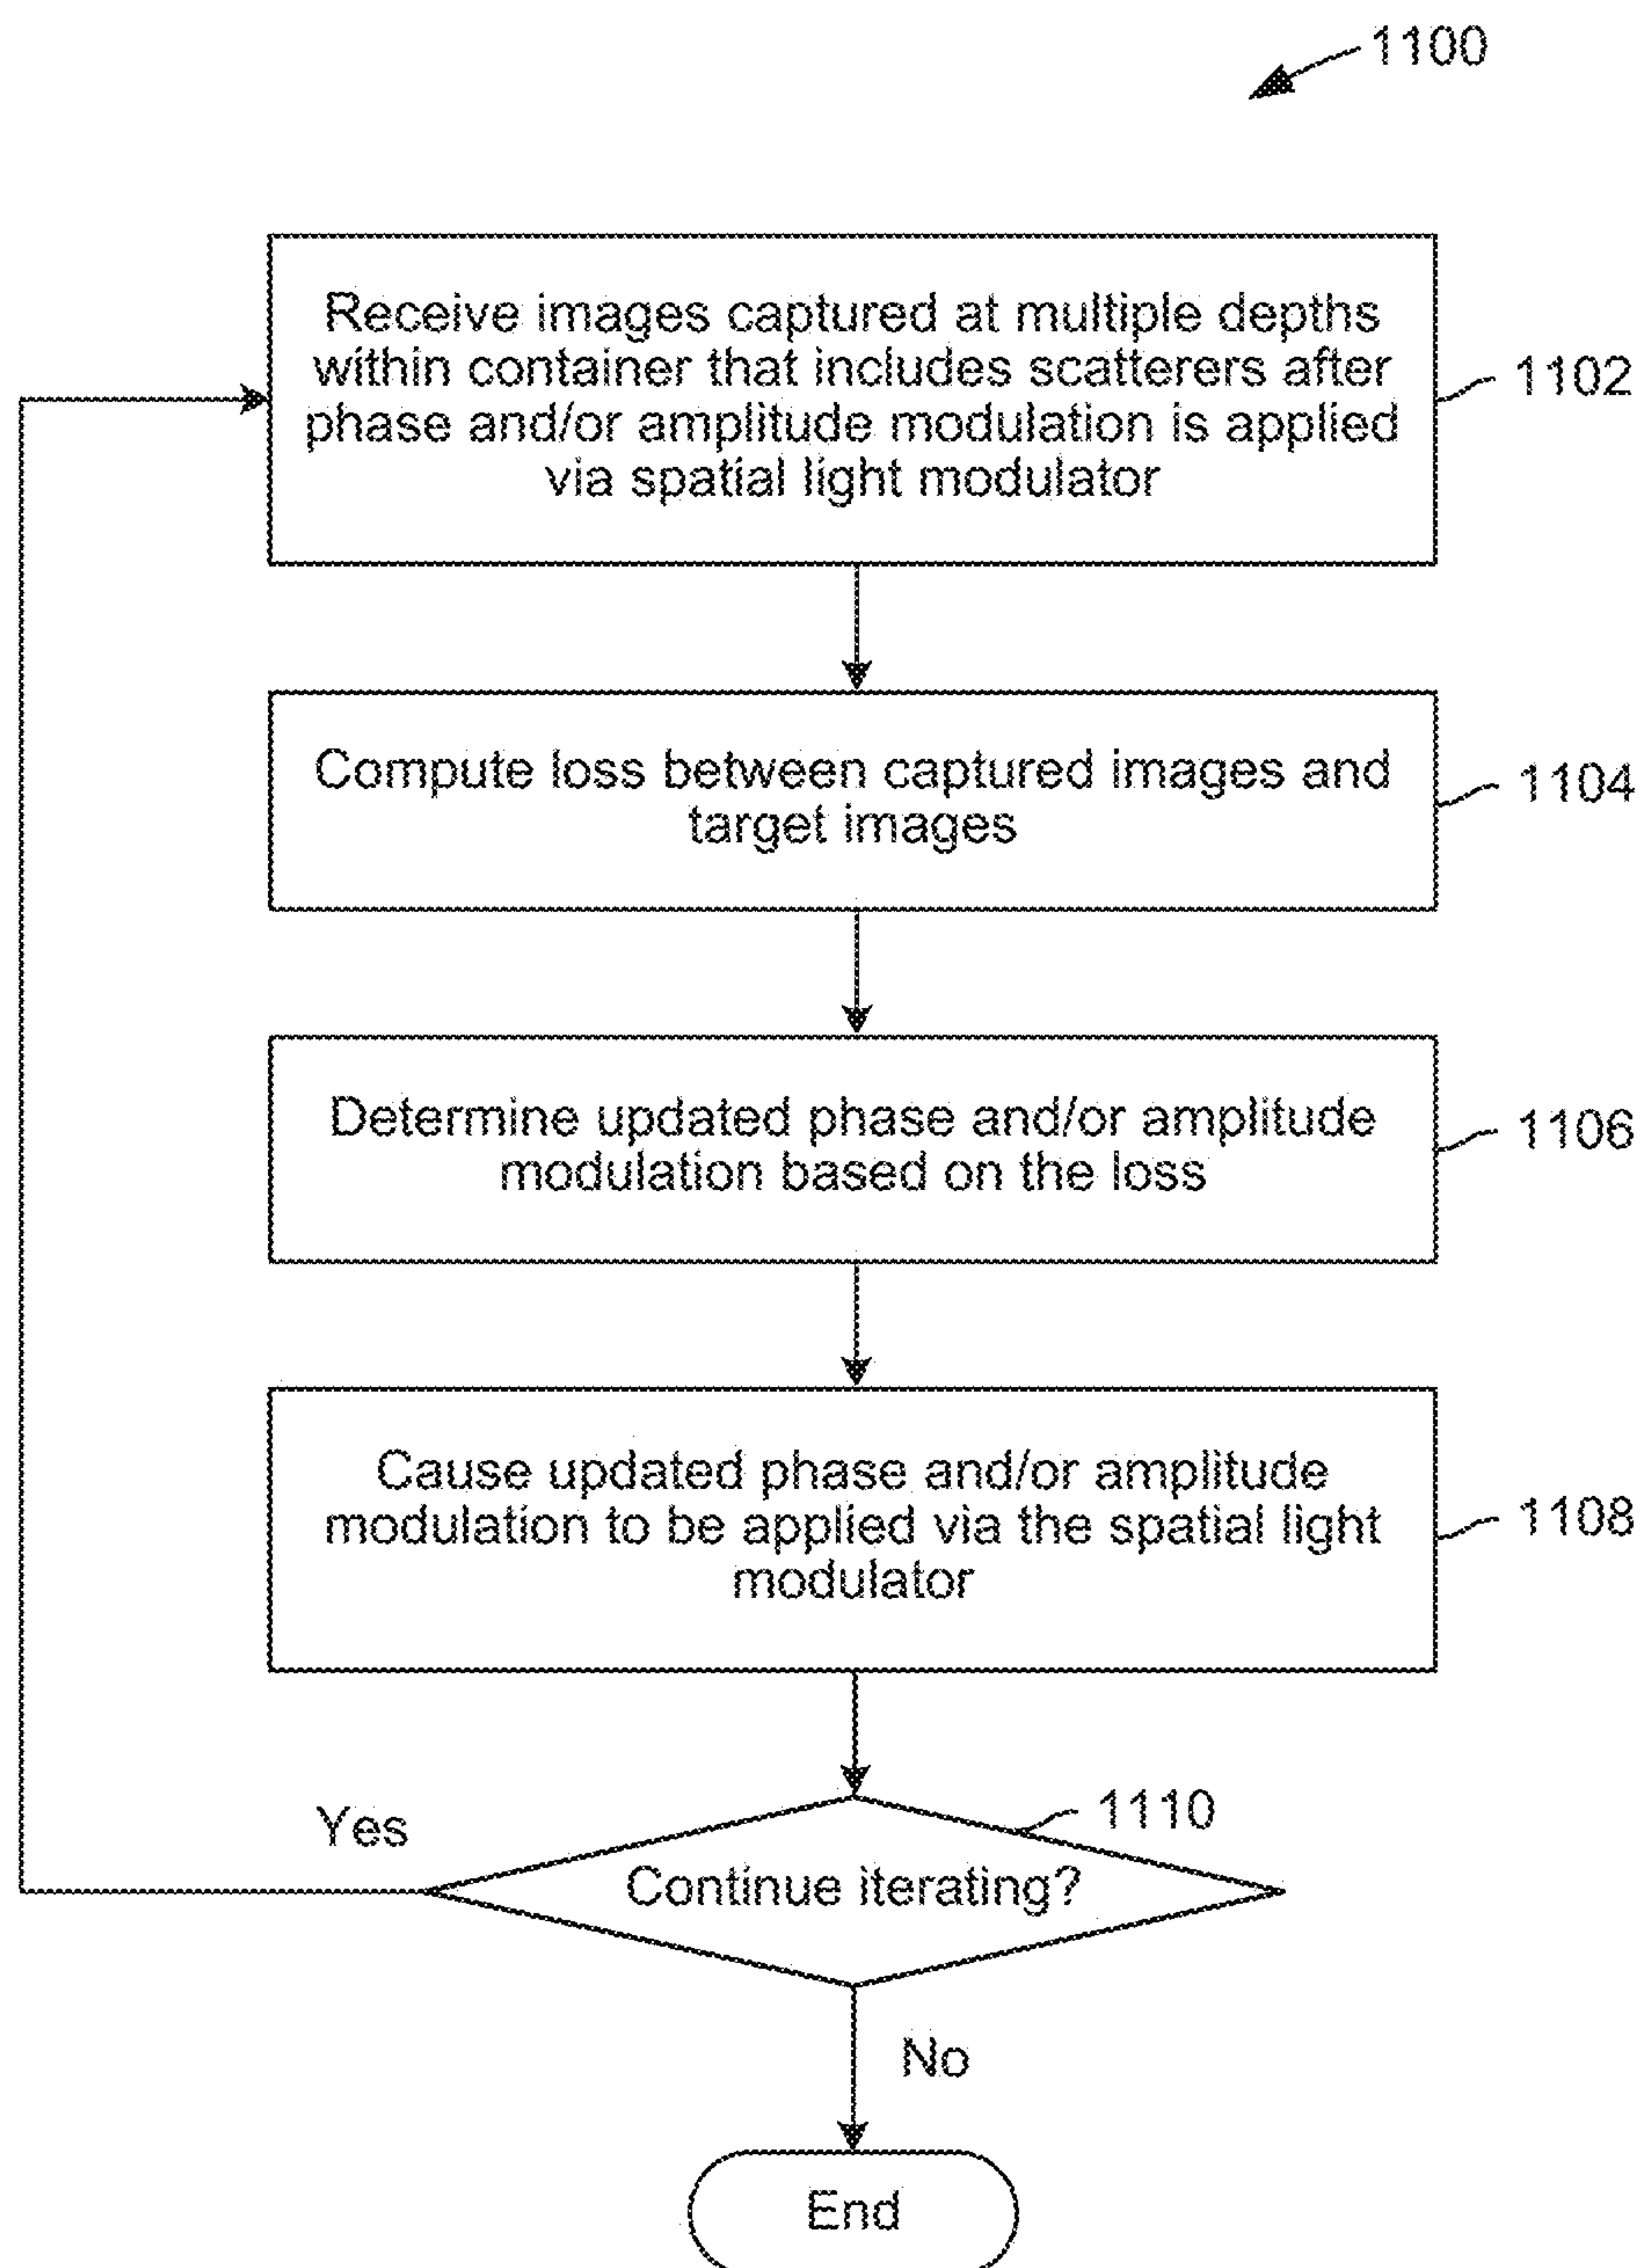 1100
Receive images captured at multiple depths
within container that includes scatterers after
phase and/or amplitude modulation is applied
via spatial light modulator
1102
Compute loss between captured images and
target images
1104
Determine updated phase and/or amplitude
modulation based on the loss
1106
Cause updated phase and/or amplitude
modulation to be applied via the spatial light
modulator
1108
1110
Yes
Continue iterating?
No
End